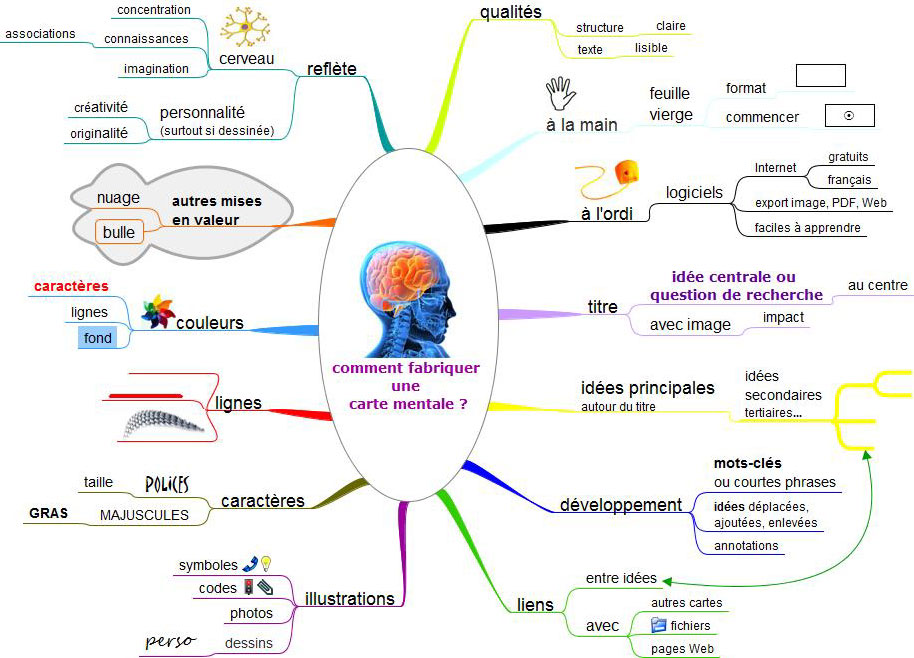 comment fabriquer
une
carte mentale ?
qualités
structure
claire
texte
lisible
à la main
feuille
vierge
format
commencer
à l'ordi
logiciels
Internet
gratuits
français
export image, PDF, Web
faciles à apprendre
titre
idée centrale ou
question de recherche
au centre
avec image
impact
idées principales
autour du titre
idées
secondaires
tertiaires...
développement
mots-clés
ou courtes phrases
idées déplacées,
ajoutées, enlevées
annotations
liens
entre idées
avec
autres cartes
fichiers
pages Web
illustrations
symboles
codes
photos
dessins
perso
caractères
taille
POLICES
MAJUSCULES
GRAS
lignes
couleurs
caractères
lignes
fond
autres mises
en valeur
nuage
bulle
reflète
cerveau
concentration
connaissances
associations
imagination
personnalité
(surtout si dessinée)
créativité
originalité